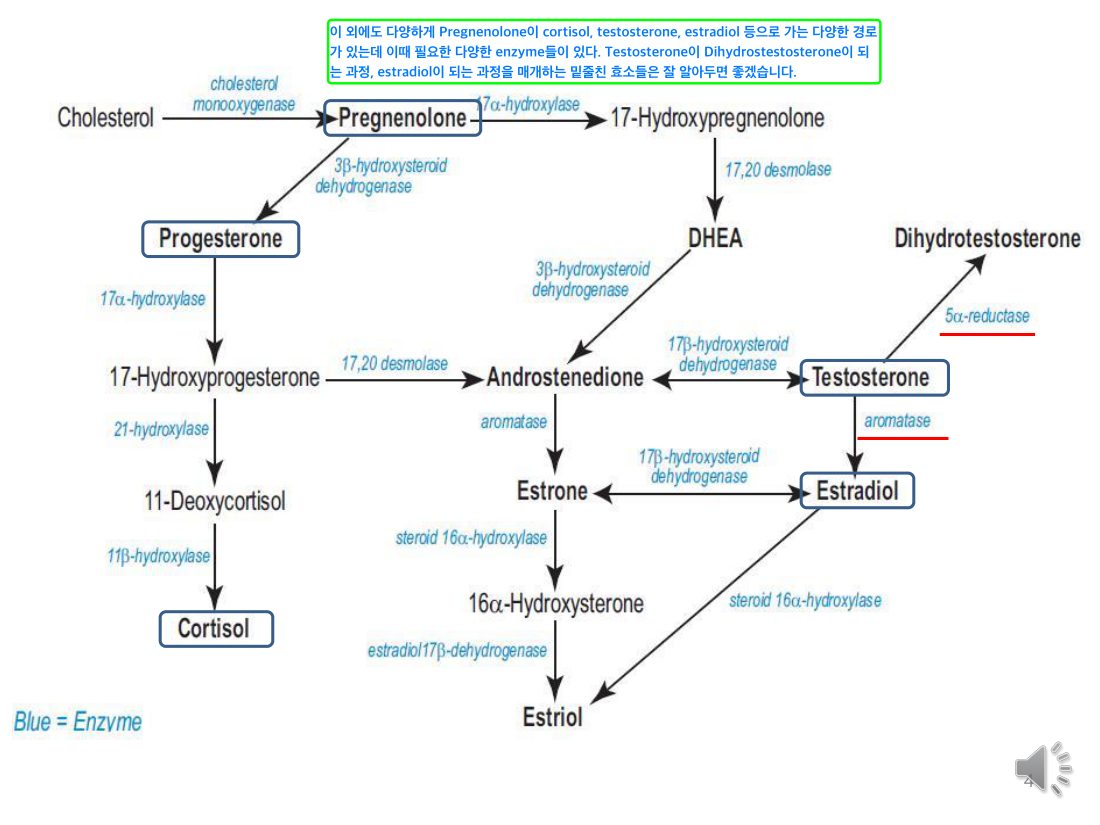 이 외에도 다양하게 Pregnenolone이 cortisol, testosterone, estradiol 등으로 가는 다양한 경로
가 있는데 이때 필요한 다양한 enzyme들이 있다. Testosterone이 Dihydrostestosterone이 되
는 과정, estradiol이 되는 과정을 매개하는 밑줄친 효소들은 잘 알아두면 좋겠습니다.
cholesterol
monooxygenase
17α-hydroxylase
Cholesterol
Pregnenolone
17-Hydroxypregnenolone
3β-hydroxysteroid
dehydrogenase
17,20 desmolase
Progesterone
DHEA
Dihydrotestosterone
3β-hydroxysteroid
dehydrogenase
17α-hydroxylase
5α-reductase
17,20 desmolase
17β-hydroxysteroid
dehydrogenase
17-Hydroxyprogesterone
Androstenedione
Testosterone
21-hydroxylase
aromatase
aromatase
17β-hydroxysteroid
dehydrogenase
11-Deoxycortisol
Estrone
Estradiol
11β-hydroxylase
steroid 16α-hydroxylase
16α-Hydroxysterone
steroid 16α-hydroxylase
Cortisol
estradiol17β-dehydrogenase
Estriol
Blue = Enzyme
4